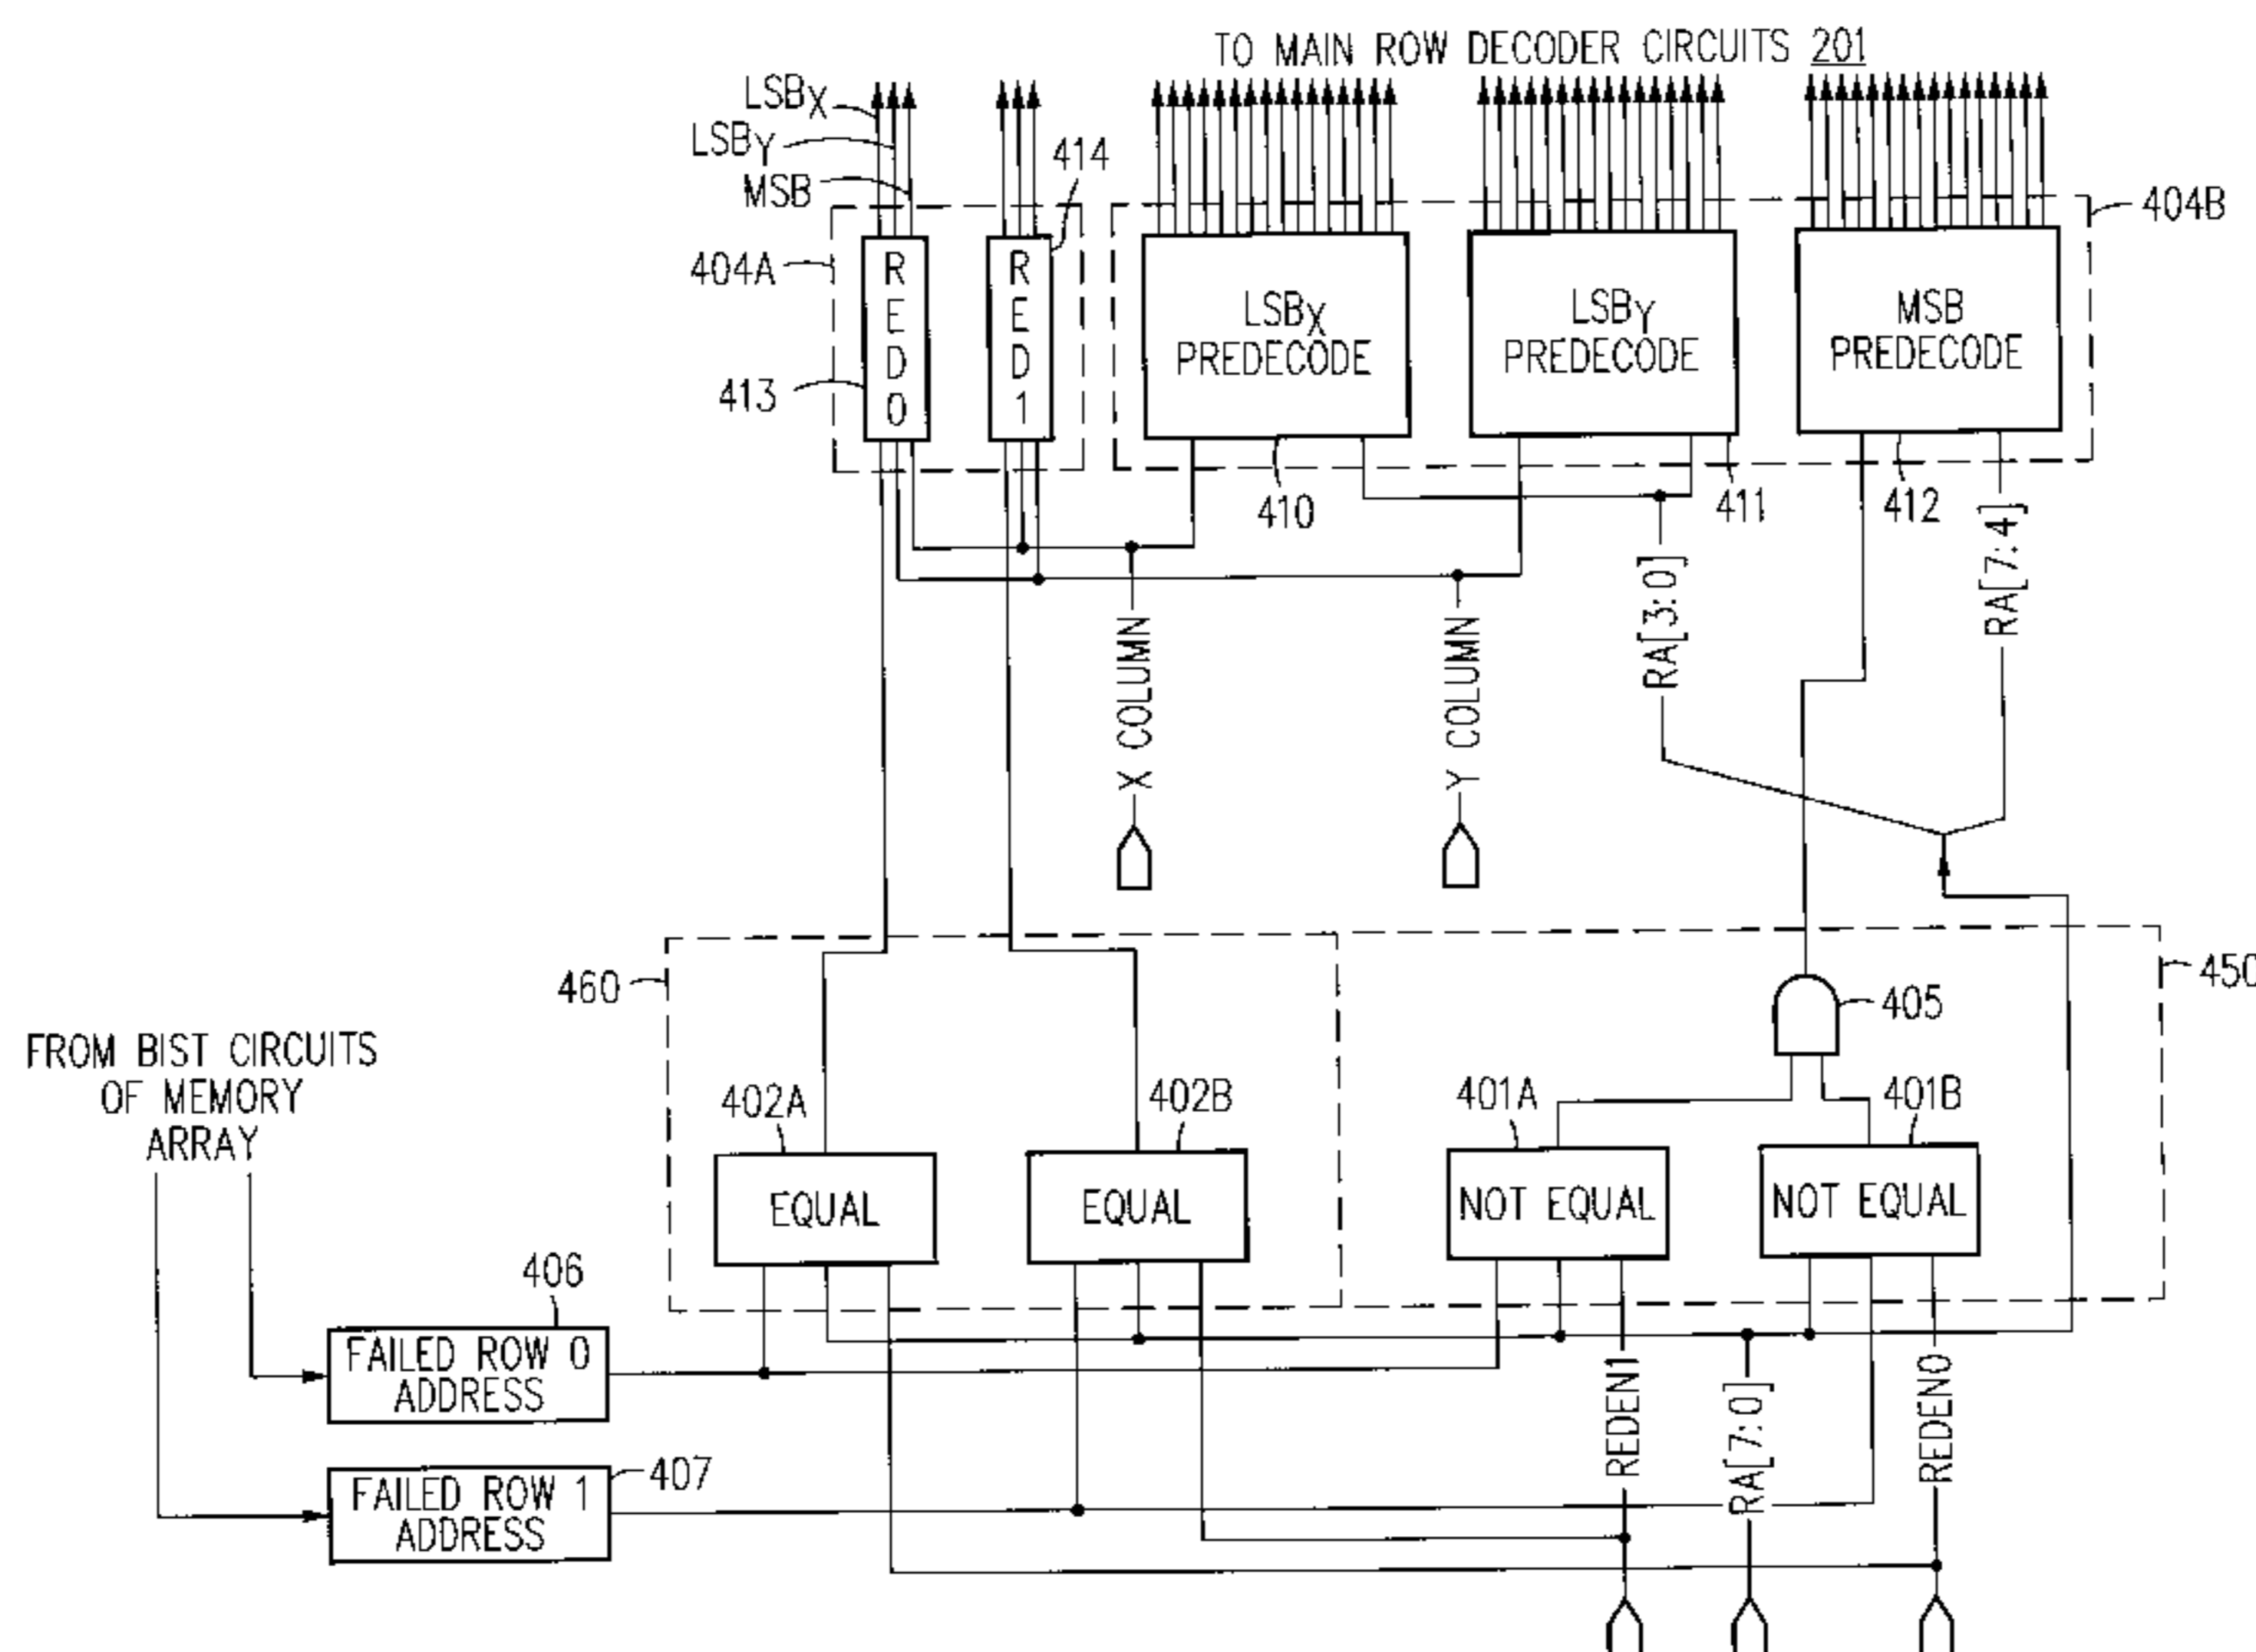 TO MAIN ROW DECODER CIRCUITS 201
LSBX
LSBY
MSB
414
404B
404A
413
RED0
RED1
LSBX
PREDECODE
LSBY
PREDECODE
MSB
PREDECODE
410
411
412
X COLUMN
Y COLUMN
RA[3:0]
RA[7:4]
460
450
405
FROM BIST CIRCUITS
OF MEMORY
ARRAY
402A
402B
401A
401B
EQUAL
EQUAL
NOT EQUAL
NOT EQUAL
406
FAILED ROW 0
ADDRESS
407
FAILED ROW 1
ADDRESS
REDEN1
RA[7:0]
REDEN0